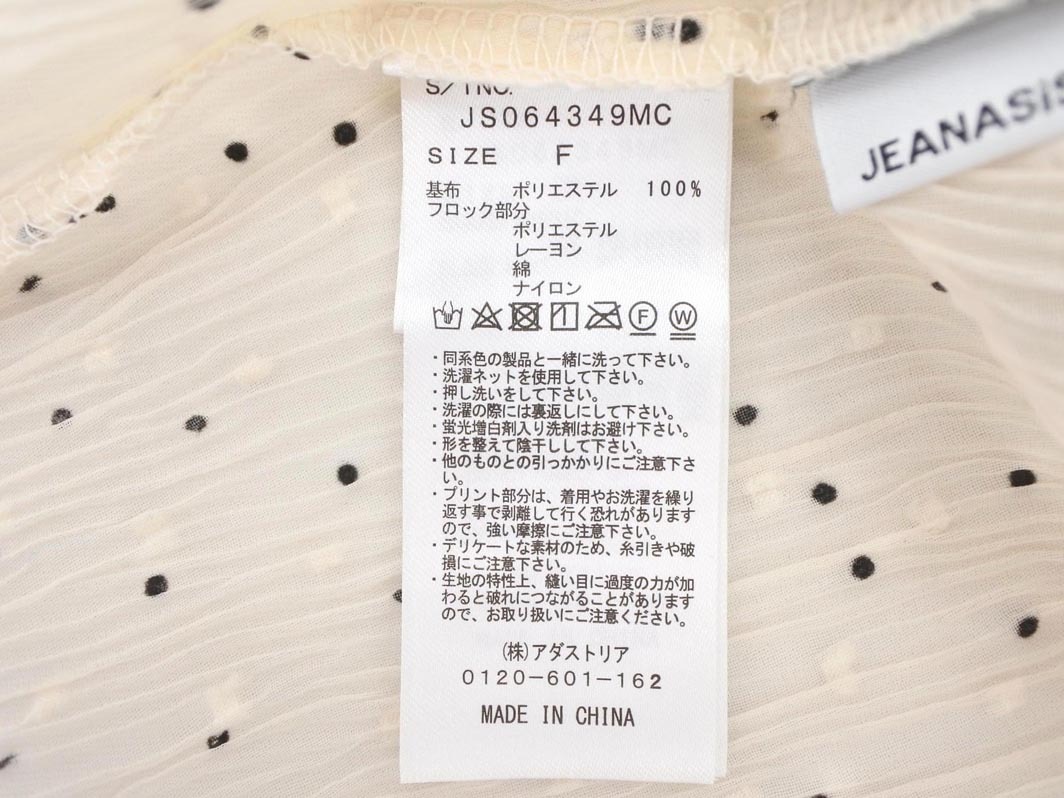 S/TNO.
JS064349MC
SIZE F
基布 ポリエステル 100%
フロック部分
ポリエステル
レーヨン
綿
ナイロン
F W
・同系色の製品と一緒に洗って下さい。
・洗濯ネットを使用して下さい。
・押し洗いをして下さい。
・洗濯の際には裏返しにして下さい。
・蛍光増白剤入り洗剤はお避け下さい。
・形を整えて陰干しして下さい。
・他のものとの引っかかりにご注意下さ
い。
・プリント部分は、着用やお洗濯を繰り
返す事で剥離して行く恐れがあります
ので、強い摩擦にご注意下さい。
・デリケートな素材のため、糸引きや破
損にご注意下さい。
・生地の特性上、縫い目に過度の力が加
わると破れにつながることがあります
ので、お取り扱いにご注意ください。
(株)アダストリア
0120-601-162
MADE IN CHINA
JEANASiS